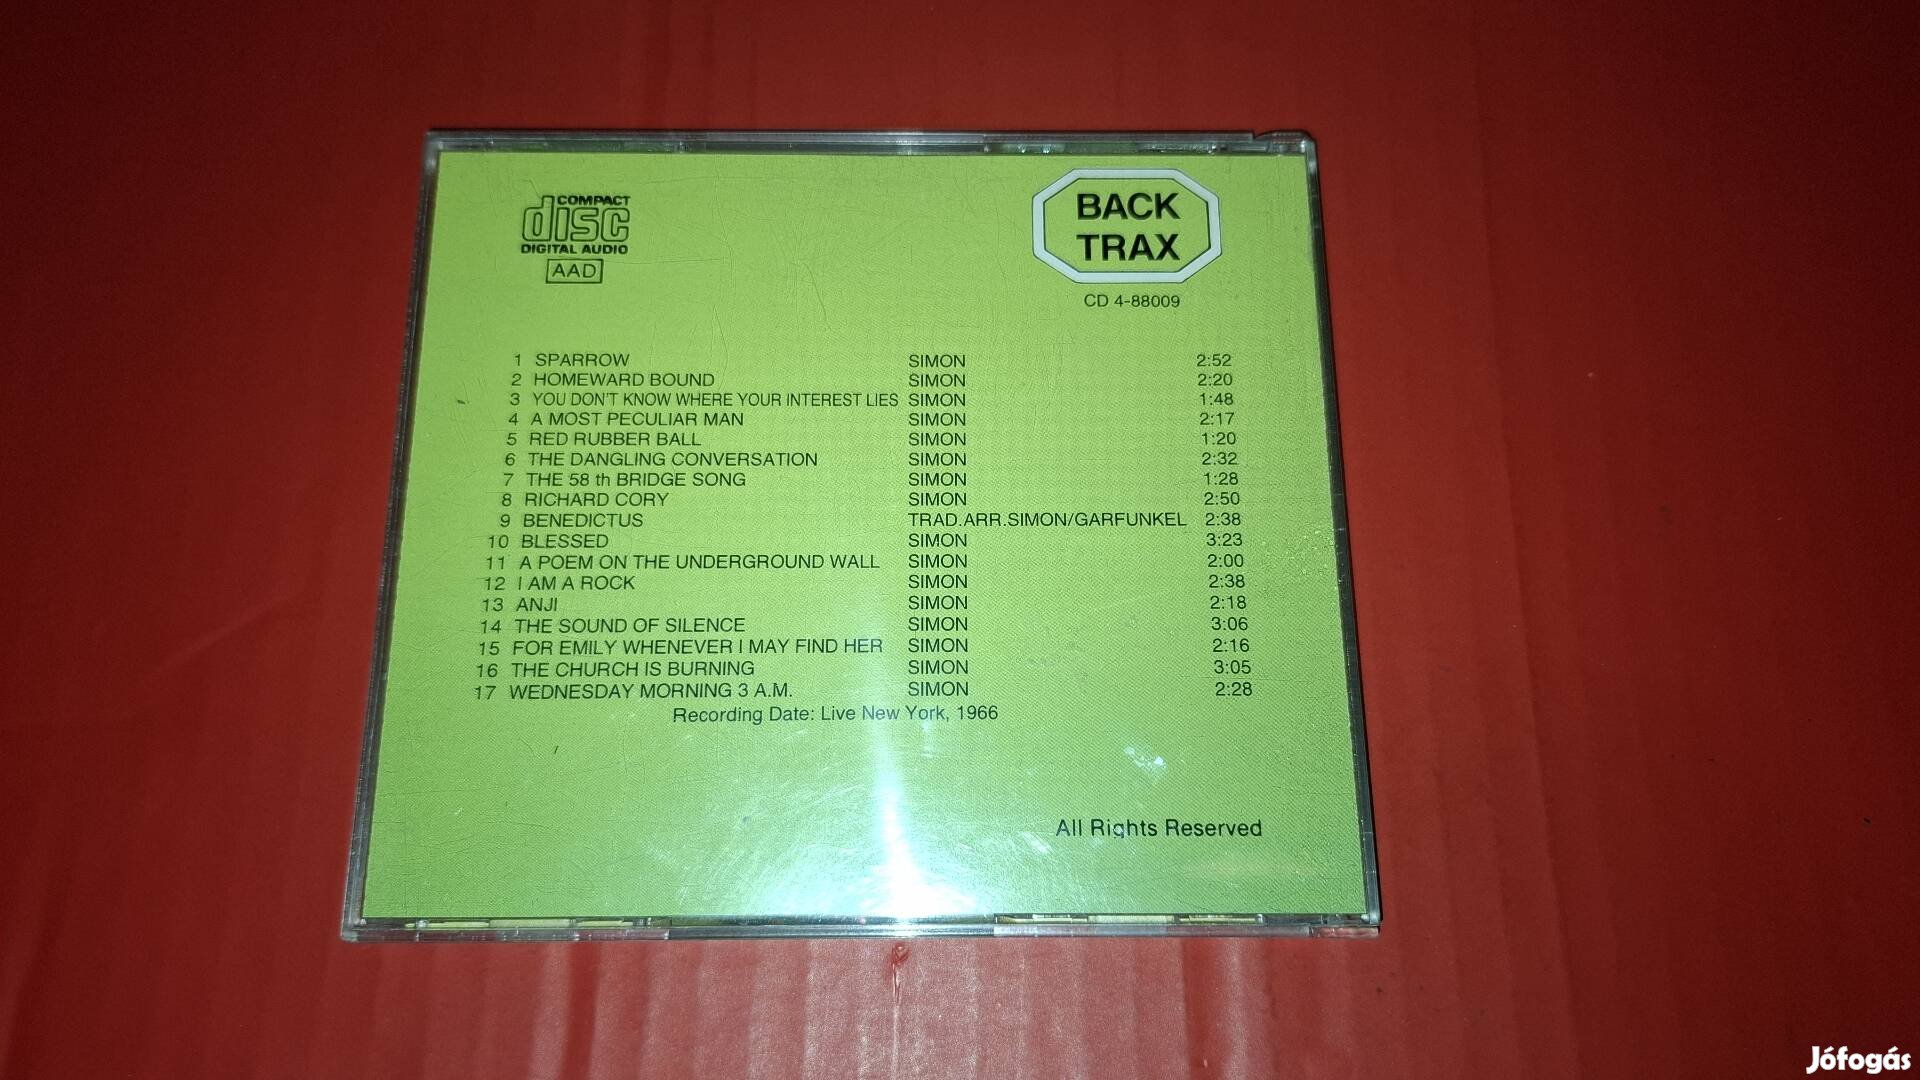 COMPACT
disc
DIGITAL AUDIO
AAD
BACK
TRAX
CD 4-88009
1 SPARROW SIMON 2:52
2 HOMEWARD BOUND SIMON 2:20
3 YOU DON'T KNOW WHERE YOUR INTEREST LIES SIMON 1:48
4 A MOST PECULIAR MAN SIMON 2:17
5 RED RUBBER BALL SIMON 1:20
6 THE DANGLING CONVERSATION SIMON 2:32
7 THE 58 th BRIDGE SONG SIMON 1:28
8 RICHARD CORY SIMON 2:50
9 BENEDICTUS TRAD.ARR.SIMON/GARFUNKEL 2:38
10 BLESSED SIMON 3:23
11 A POEM ON THE UNDERGROUND WALL SIMON 2:00
12 I AM A ROCK SIMON 2:38
13 ANJI SIMON 2:18
14 THE SOUND OF SILENCE SIMON 3:06
15 FOR EMILY WHENEVER I MAY FIND HER SIMON 2:16
16 THE CHURCH IS BURNING SIMON 3:05
17 WEDNESDAY MORNING 3 A.M. SIMON 2:28
Recording Date: Live New York, 1966
All Rights Reserved
Jófogás